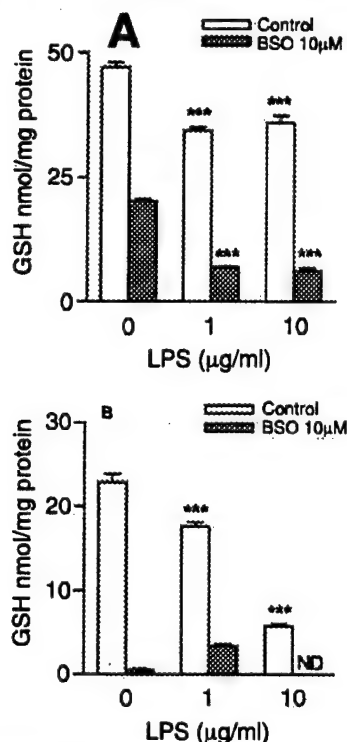 A
Control
BSO 10µM
GSH nmol/mg protein
50
25
0
***
***
***
***
0
1
10
LPS (µg/ml)
B
Control
BSO 10µM
GSH nmol/mg protein
30
20
10
0
***
***
ND
0
1
10
LPS (µg/ml)